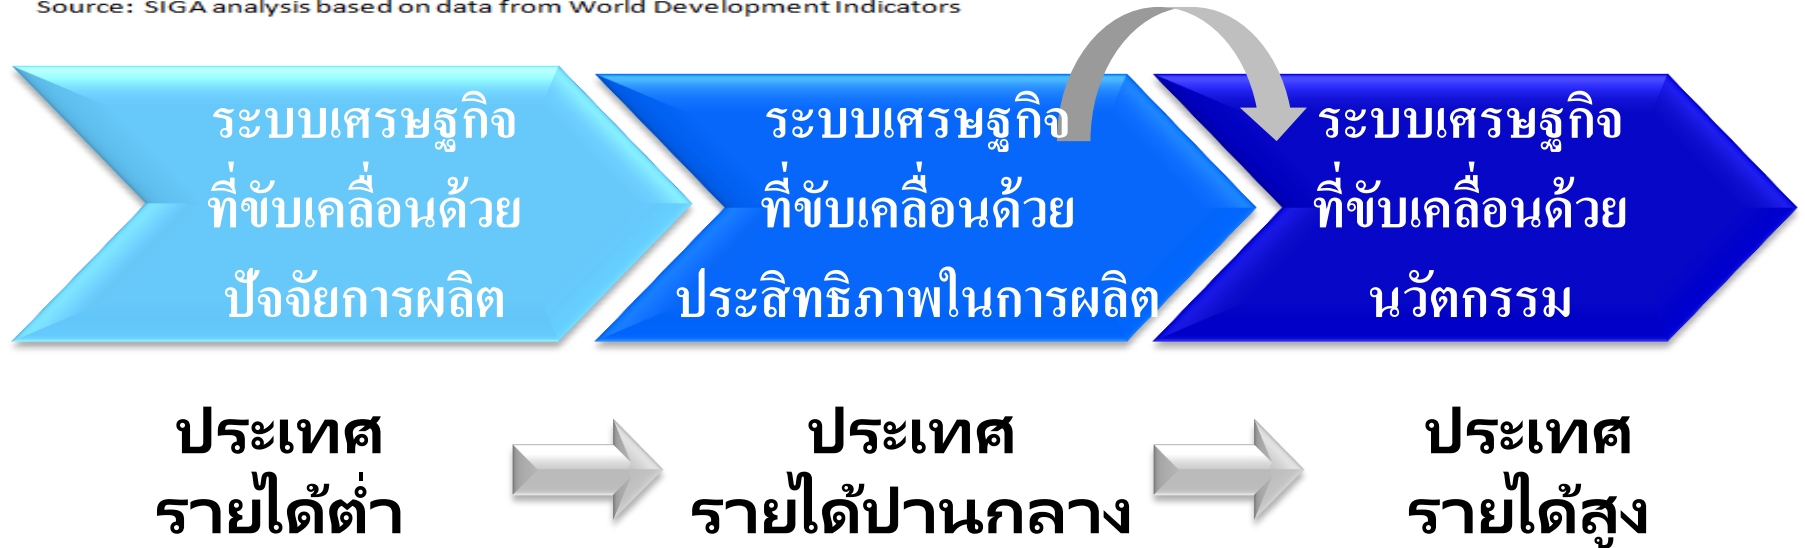 Source: SIGA analysis based on data from World Development Indicators
ระบบเศรษฐกิจ
ที่ขับเคลื่อนด้วย
ปัจจัยการผลิต
ระบบเศรษฐกิจ
ที่ขับเคลื่อนด้วย
ประสิทธิภาพในการผลิต
ระบบเศรษฐกิจ
ที่ขับเคลื่อนด้วย
นวัตกรรม
ประเทศ
รายได้ต่ำ
ประเทศ
รายได้ปานกลาง
ประเทศ
รายได้สูง